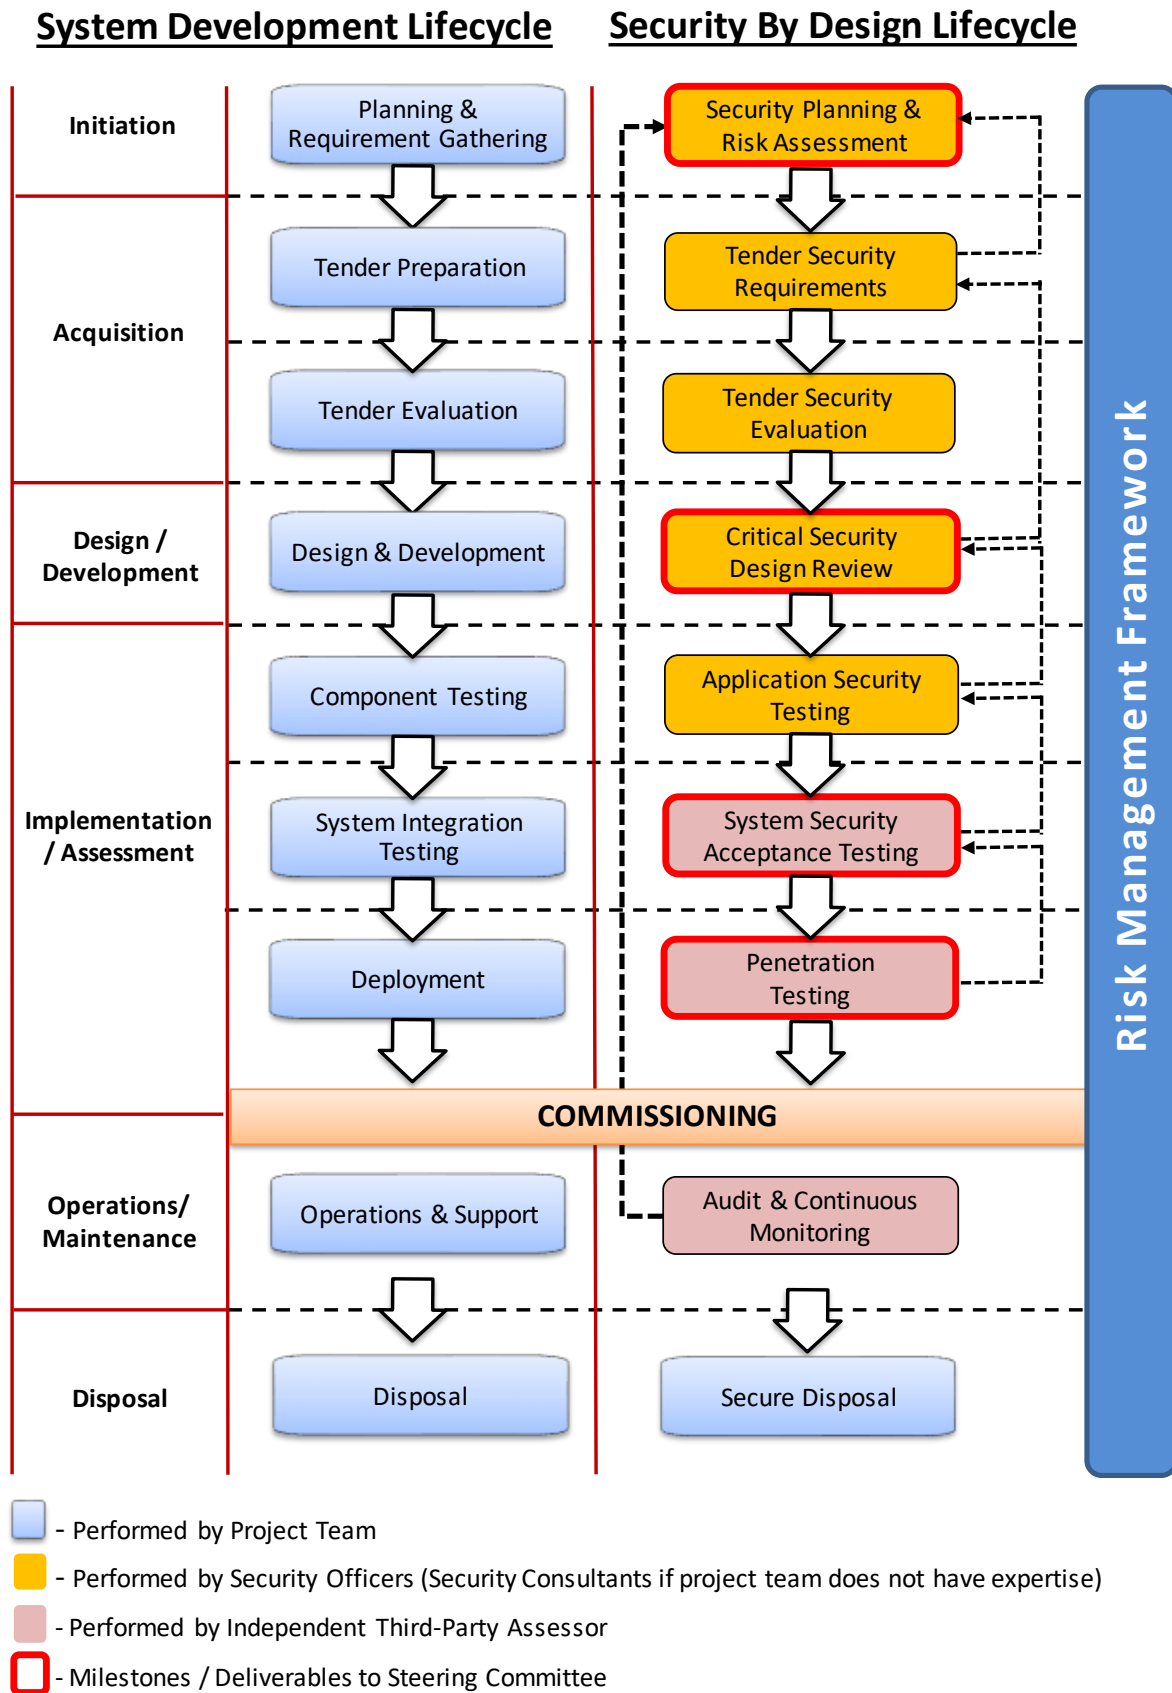 System Development Lifecycle
Security By Design Lifecycle
Initiation
Planning &
Requirement Gathering
Security Planning &
Risk Assessment
Acquisition
Tender Preparation
Tender Security
Requirements
Tender Evaluation
Tender Security
Evaluation
Design /
Development
Design & Development
Critical Security
Design Review
Implementation
/ Assessment
Component Testing
Application Security
Testing
System Integration
Testing
System Security
Acceptance Testing
Deployment
Penetration
Testing
COMMISSIONING
Operations/
Maintenance
Operations & Support
Audit & Continuous
Monitoring
Disposal
Disposal
Secure Disposal
Risk Management Framework
- Performed by Project Team
- Performed by Security Officers (Security Consultants if project team does not have expertise)
- Performed by Independent Third-Party Assessor
- Milestones / Deliverables to Steering Committee